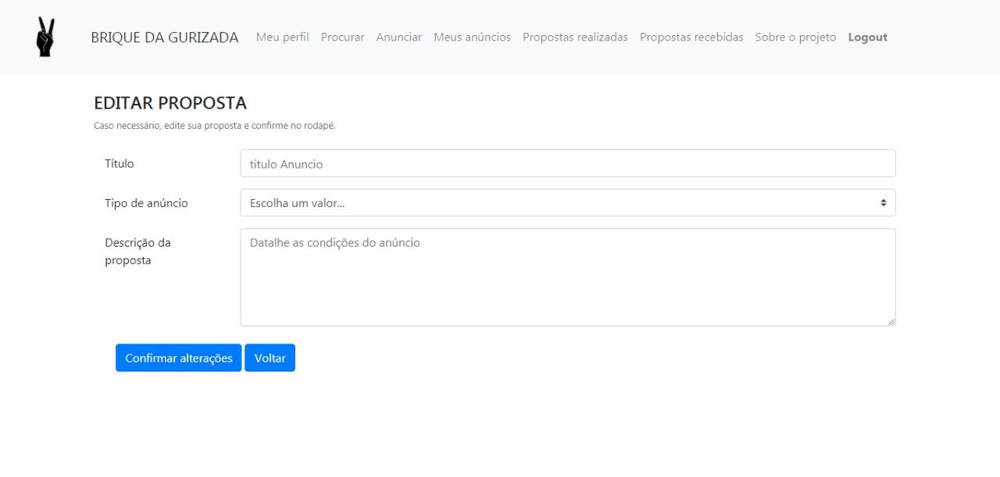 BRIQUE DA GURIZADA Meu perfil Procurar Anunciar Meus anúncios Propostas realizadas Propostas recebidas Sobre o projeto Logout
EDITAR PROPOSTA
Caso necessário, edite sua proposta e confirme no rodapé.
Título titulo Anuncio
Tipo de anúncio Escolha um valor...
Descrição da Datalhe as condições do anúncio
proposta
Confirmar alterações Voltar